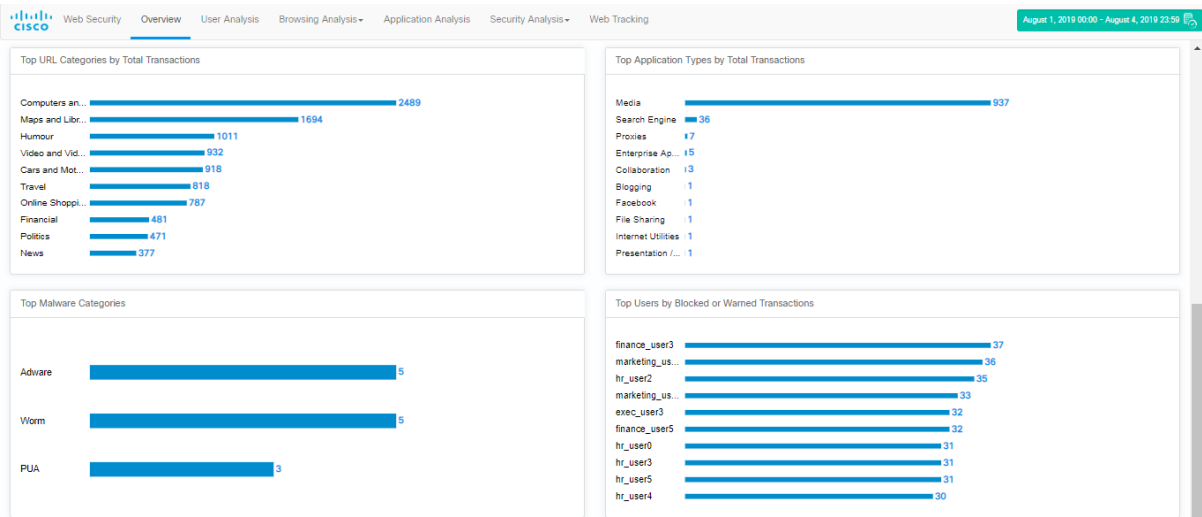 CISCO
Web Security Overview User Analysis Browsing Analysis Application Analysis Security Analysis Web Tracking
August 1, 2019 00:00 - August 4, 2019 23:59
Top URL Categories by Total Transactions
Computers an... 2489
Maps and Libr... 1694
Humour 1011
Video and Vid... 932
Cars and Mot... 918
Travel 818
Online Shoppi... 787
Financial 481
Politics 471
News 377
Top Application Types by Total Transactions
Media 937
Search Engine 36
Proxies 7
Enterprise Ap... 5
Collaboration 3
Blogging 1
Facebook 1
File Sharing 1
Internet Utilities 1
Presentation /... 1
Top Malware Categories
Adware 5
Worm 5
PUA 3
Top Users by Blocked or Warned Transactions
finance_user3 37
marketing_us... 36
hr_user2 35
marketing_us... 33
exec_user3 32
finance_user5 32
hr_user0 31
hr_user3 31
hr_user5 31
hr_user4 30